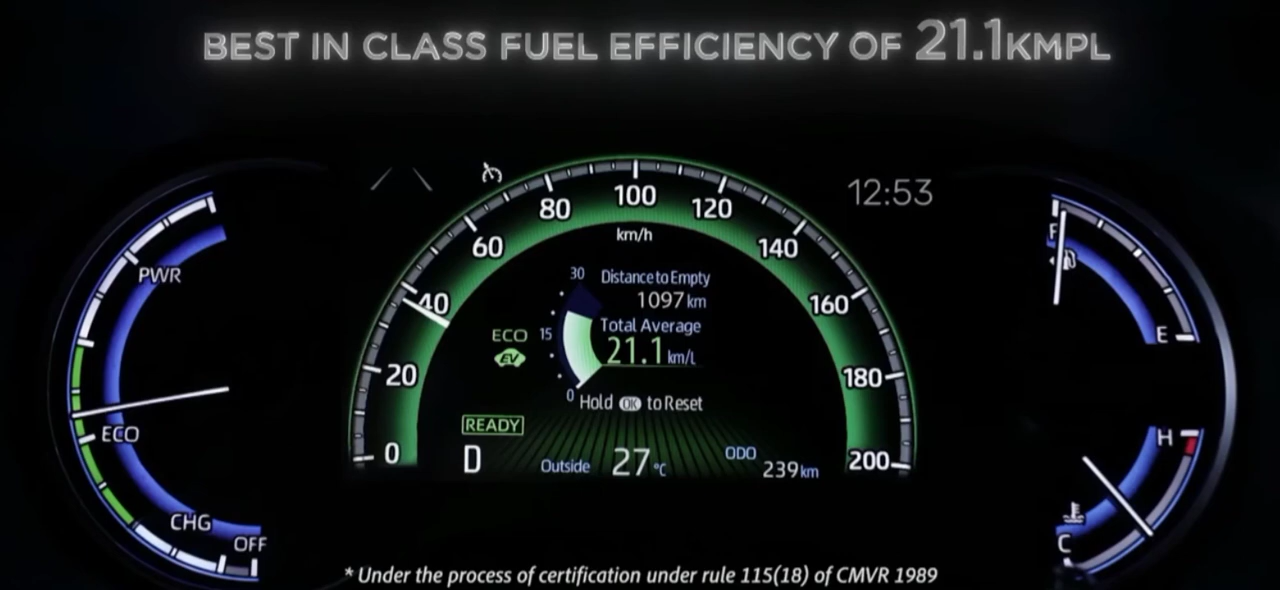 BEST IN CLASS FUEL EFFICIENCY OF 21.1KMPL
12:53
PWR
ECO
CHG
OFF
0
20
40
60
80
100
120
140
160
180
200
km/h
30
15
0
Distance to Empty
1097 km
Total Average
21.1 km/L
Hold OK to Reset
ECO
EV
READY
D
Outside 27 °C
ODO
239 km
F
E
H
C
* Under the process of certification under rule 115(18) of CMVR 1989